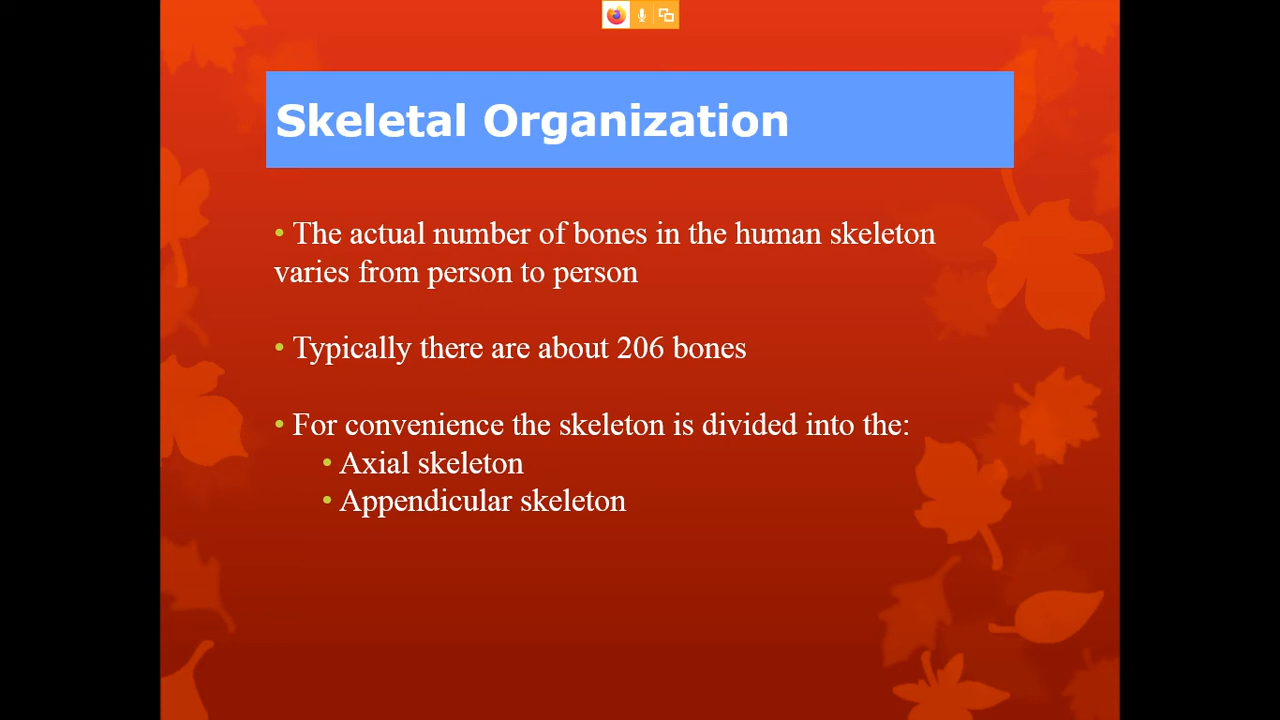 Skeletal Organization
• The actual number of bones in the human skeleton
varies from person to person
• Typically there are about 206 bones
• For convenience the skeleton is divided into the:
• Axial skeleton
• Appendicular skeleton